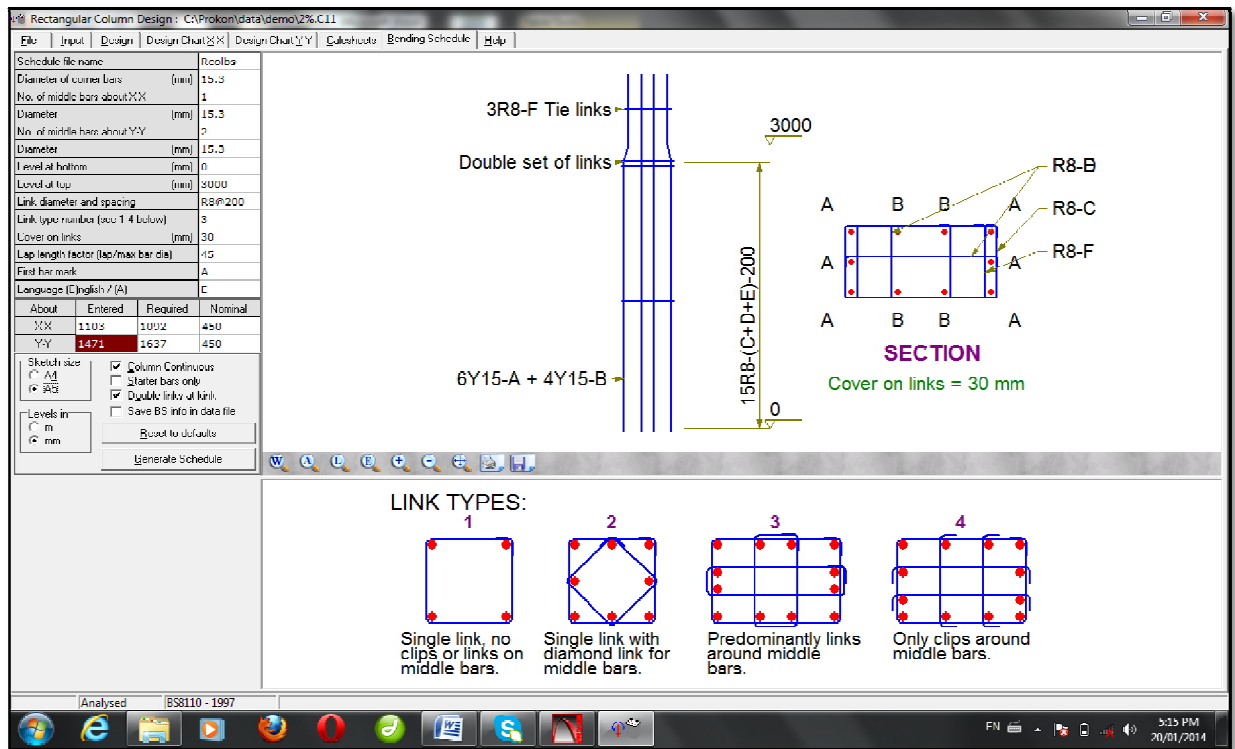 Rectangular Column Design : C:\Prokon\data\demo\2%.C11
File Input Design Design Chart X X Design Chart Y Y Calcsheets Bending Schedule Help
Schedule file name Recolbs
Diameter of corner bars (mm) 15.3
No. of middle bars about X-X 1
Diameter (mm) 15.3
No. of middle bars about Y-Y 2
Diameter (mm) 15.3
Level at bottom (mm) 0
Level at top (mm) 3000
Link diameter and spacing R8@200
Link type number (see 1-4 below) 3
Cover on links (mm) 30
Lap length factor (lap/max bar dia) 45
First bar mark A
Language (E)nglish / (A) E
About Entered Required Nominal
X-X 1103 1092 450
Y-Y 1471 1637 450
Sketch size
A4
A5
Column Continuous
Starter bars only
Double links at kink
Save BS info in data file
Levels in
m
mm
Reset to defaults
Generate Schedule
3R8-F Tie links
Double set of links
6Y15-A + 4Y15-B
3000
15R8-(C+D+E)-200
0
A B B A
A A
A B B A
R8-C
R8-F
SECTION
Cover on links = 30 mm
W A L E
LINK TYPES:
1 2 3 4
Single link, no clips or links on middle bars.
Single link with diamond link for middle bars.
Predominantly links around middle bars.
Only clips around middle bars.
Analysed BS8110 - 1997
EN
5:15 PM
20/01/2014